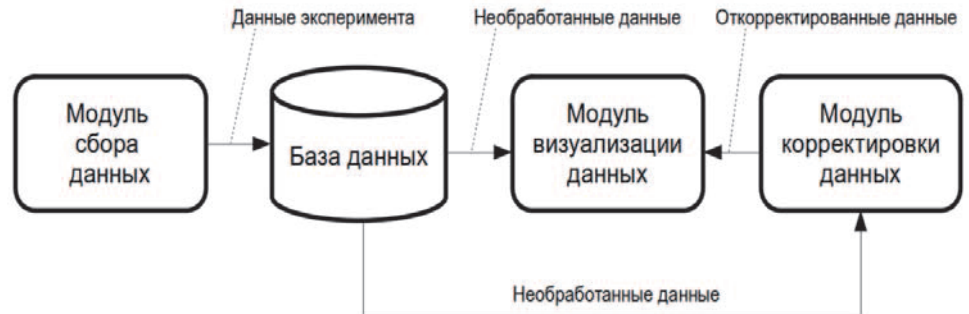 Данные эксперимента
Необработанные данные
Откорректированные данные
Модуль
сбора
данных
База данных
Модуль
визуализации
данных
Модуль
корректировки
данных
Необработанные данные